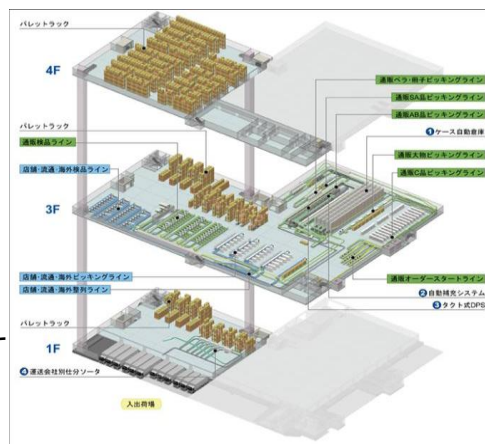 パレットラック
4F
通販ベラ・冊子ピッキングライン
通販SA品ピッキングライン
通販AB品ピッキングライン
❶ケース自動倉庫
通販大物ピッキングライン
通販C品ピッキングライン
パレットラック
通販検品ライン
店舗・流通・海外検品ライン
3F
店舗・流通・海外ピッキングライン
店舗・流通・海外整列ライン
通販オーダースタートライン
❷自動補充システム
❸タクト式DPS
パレットラック
1F
❹運送会社別仕分ソータ
入出荷場